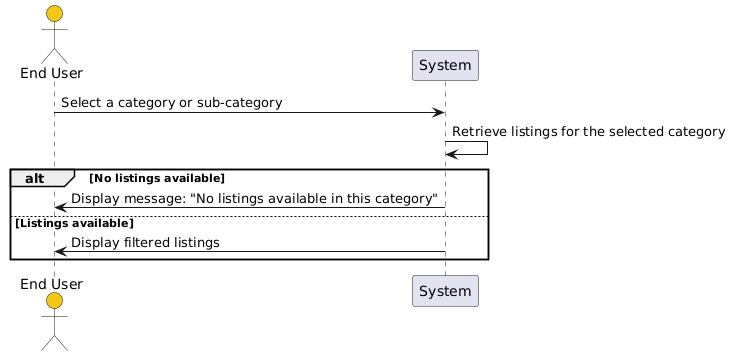 End User
System
Select a category or sub-category
Retrieve listings for the selected category
alt [No listings available]
Display message: "No listings available in this category"
[Listings available]
Display filtered listings
End User
System